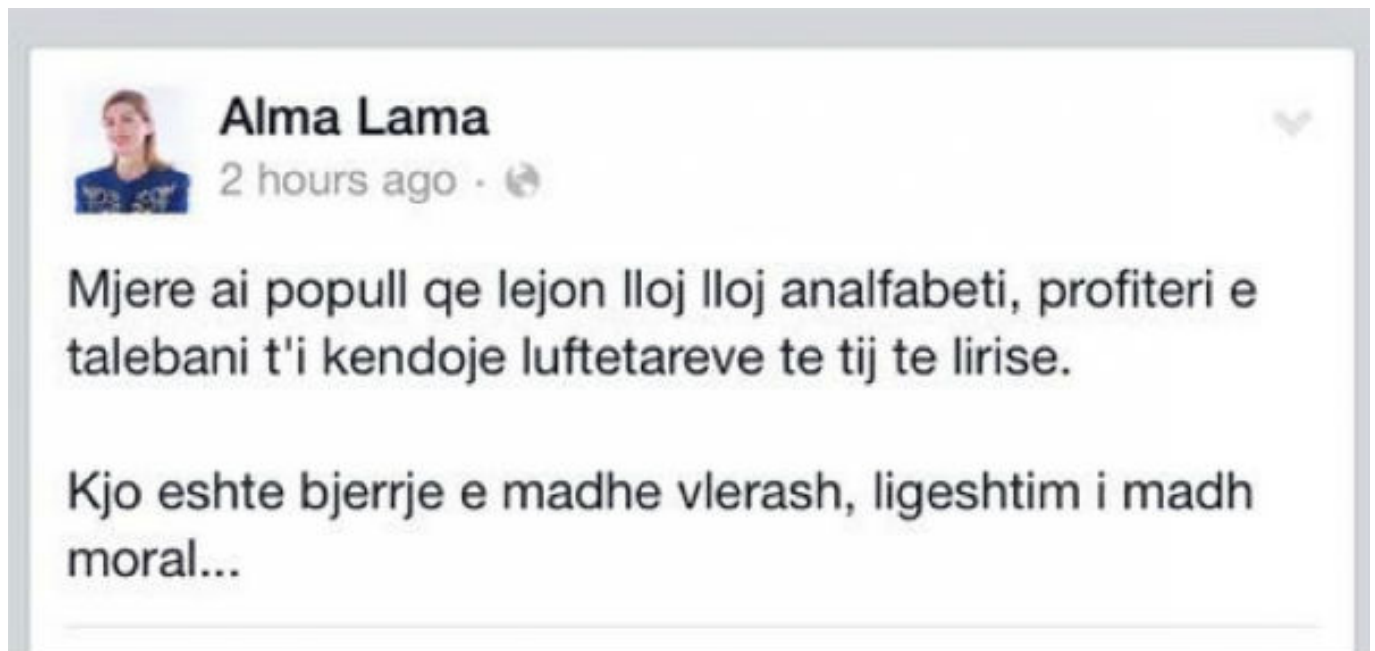 Alma Lama
2 hours ago ·
Mjere ai popull qe lejon lloj lloj analfabeti, profiteri e
talebani t'i kendoje luftetareve te tij te lirise.
Kjo eshte bjerrje e madhe vlerash, ligeshtim i madh
moral...